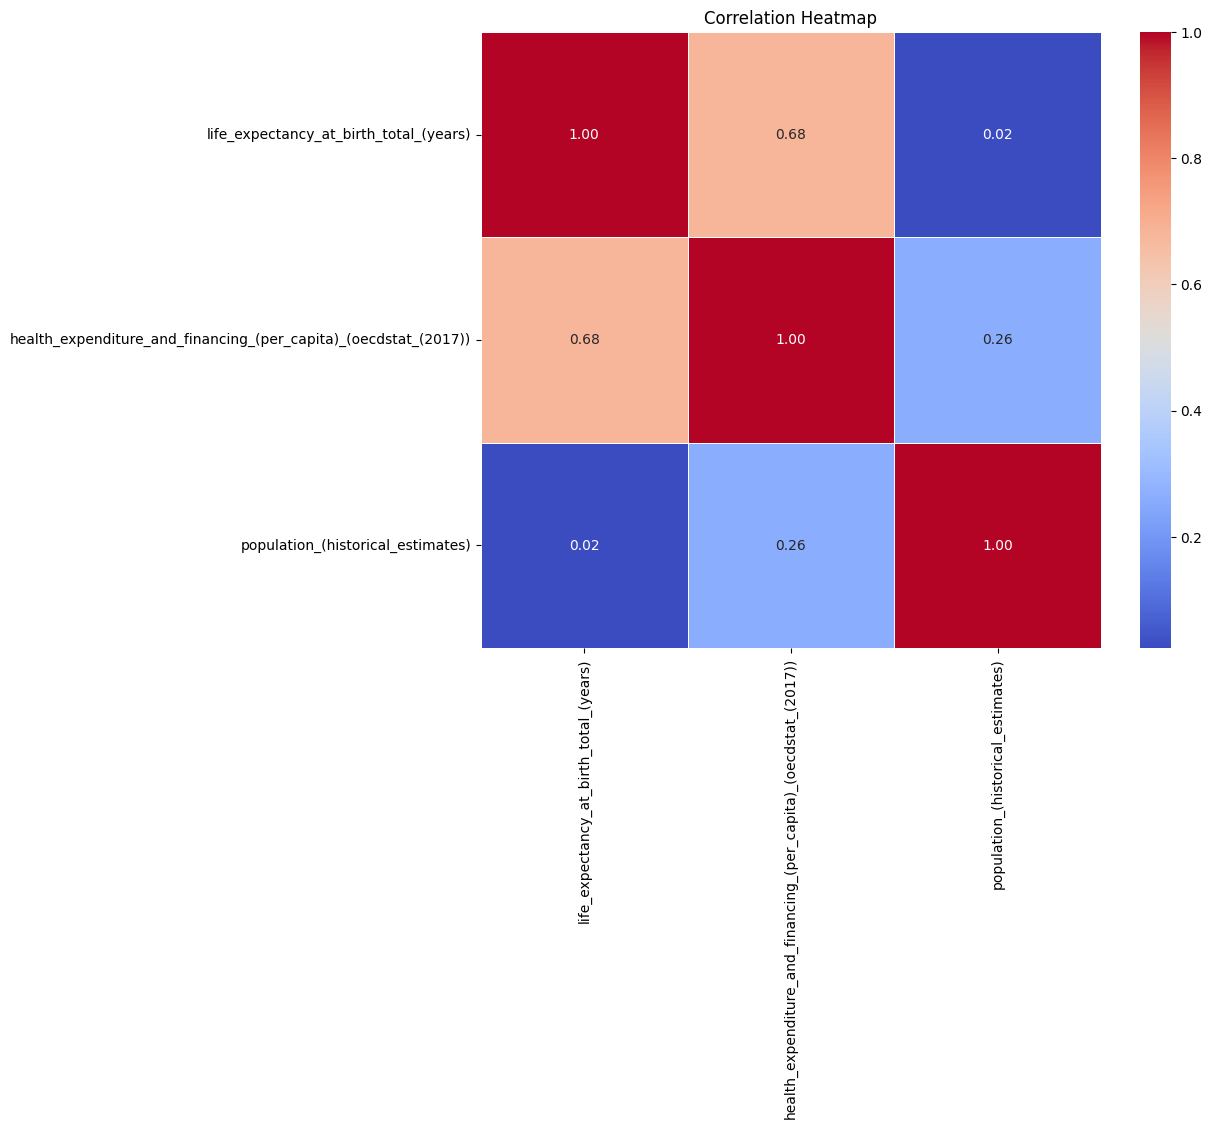 Correlation Heatmap
life_expectancy_at_birth_total_(years)
1.00
0.68
0.02
health_expenditure_and_financing_(per_capita)_(oecdstat_(2017))
0.68
1.00
0.26
population_(historical_estimates)
0.02
0.26
1.00
life_expectancy_at_birth_total_(years)
health_expenditure_and_financing_(per_capita)_(oecdstat_(2017))
population_(historical_estimates)
1.0
0.8
0.6
0.4
0.2